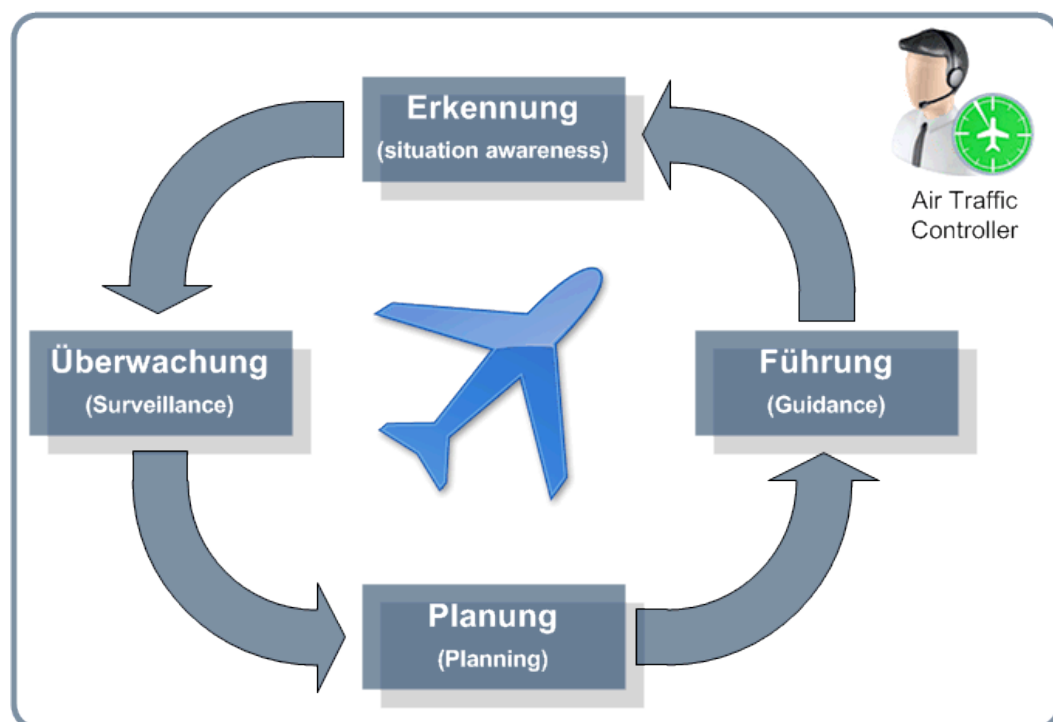 Erkennung
(situation awareness)
Air Traffic
Controller
Überwachung
(Surveillance)
Führung
(Guidance)
Planung
(Planning)